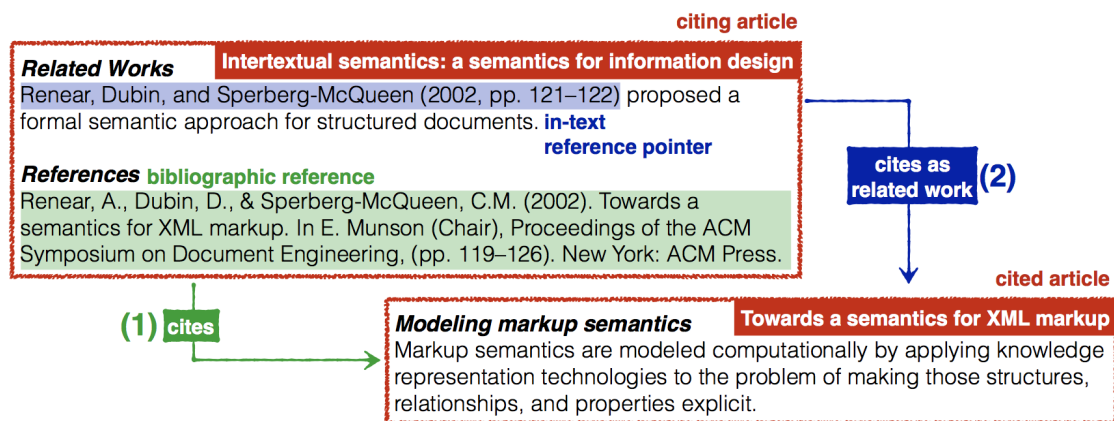 citing article
Intertextual semantics: a semantics for information design
Related Works
Renear, Dubin, and Sperberg-McQueen (2002, pp. 121–122) proposed a
formal semantic approach for structured documents. in-text
reference pointer
References bibliographic reference
Renear, A., Dubin, D., & Sperberg-McQueen, C.M. (2002). Towards a
semantics for XML markup. In E. Munson (Chair), Proceedings of the ACM
Symposium on Document Engineering, (pp. 119–126). New York: ACM Press.
cites as
related work
(2)
(1) cites
cited article
Towards a semantics for XML markup
Modeling markup semantics
Markup semantics are modeled computationally by applying knowledge
representation technologies to the problem of making those structures,
relationships, and properties explicit.